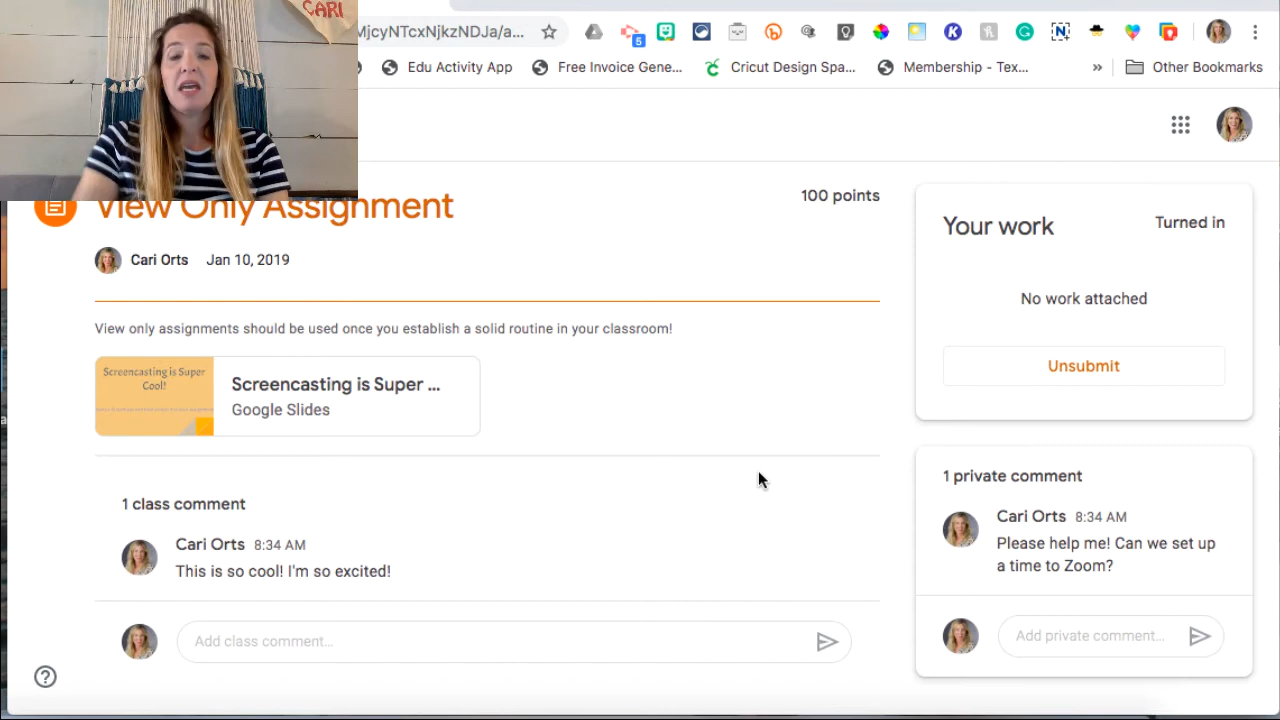 CARI
MjcyNTcxNjkzNDJa/a...
5
Edu Activity App
Free Invoice Gene...
Cricut Design Spa...
Membership - Tex...
»
Other Bookmarks
View Only Assignment
100 points
Cari Orts Jan 10, 2019
View only assignments should be used once you establish a solid routine in your classroom!
Screencasting is Super
Cool!
Screencasting is Super ...
Google Slides
1 class comment
Cari Orts 8:34 AM
This is so cool! I'm so excited!
Add class comment...
Your work
Turned in
No work attached
Unsubmit
1 private comment
Cari Orts 8:34 AM
Please help me! Can we set up
a time to Zoom?
Add private comment...